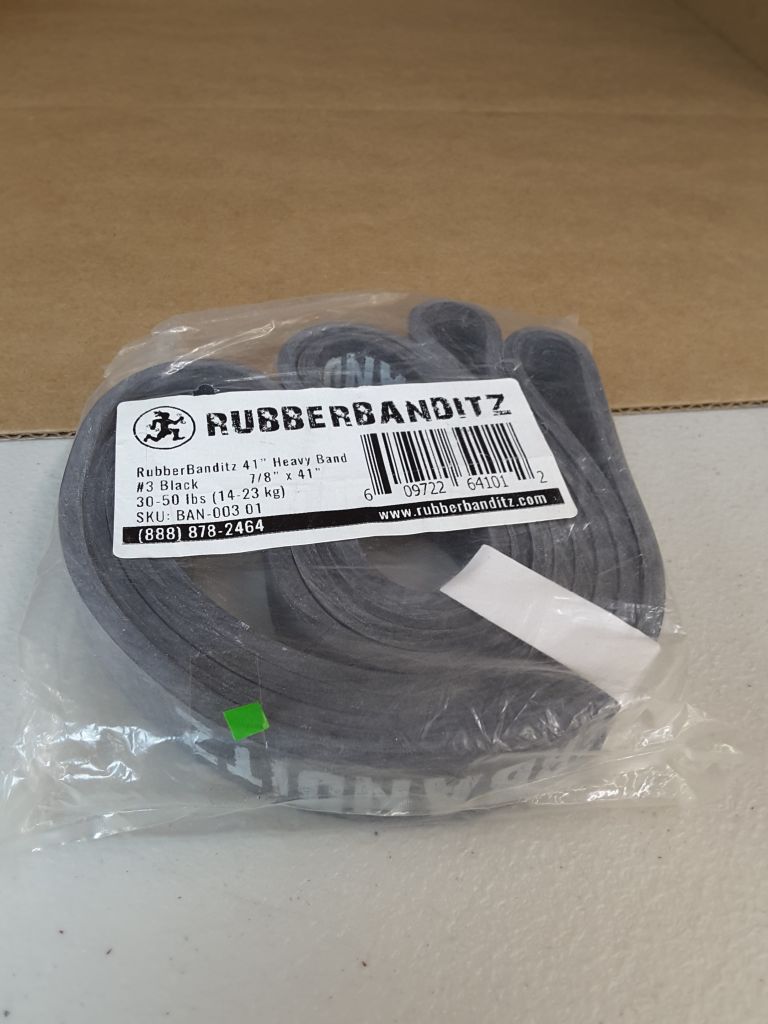 RUBBERBANDITZ
RubberBanditz 41" Heavy Band
#3 Black 7/8" x 41"
30-50 lbs (14-23 kg)
SKU: BAN-003 01
6 09722 64101 2
www.rubberbanditz.com
(888) 878-2464